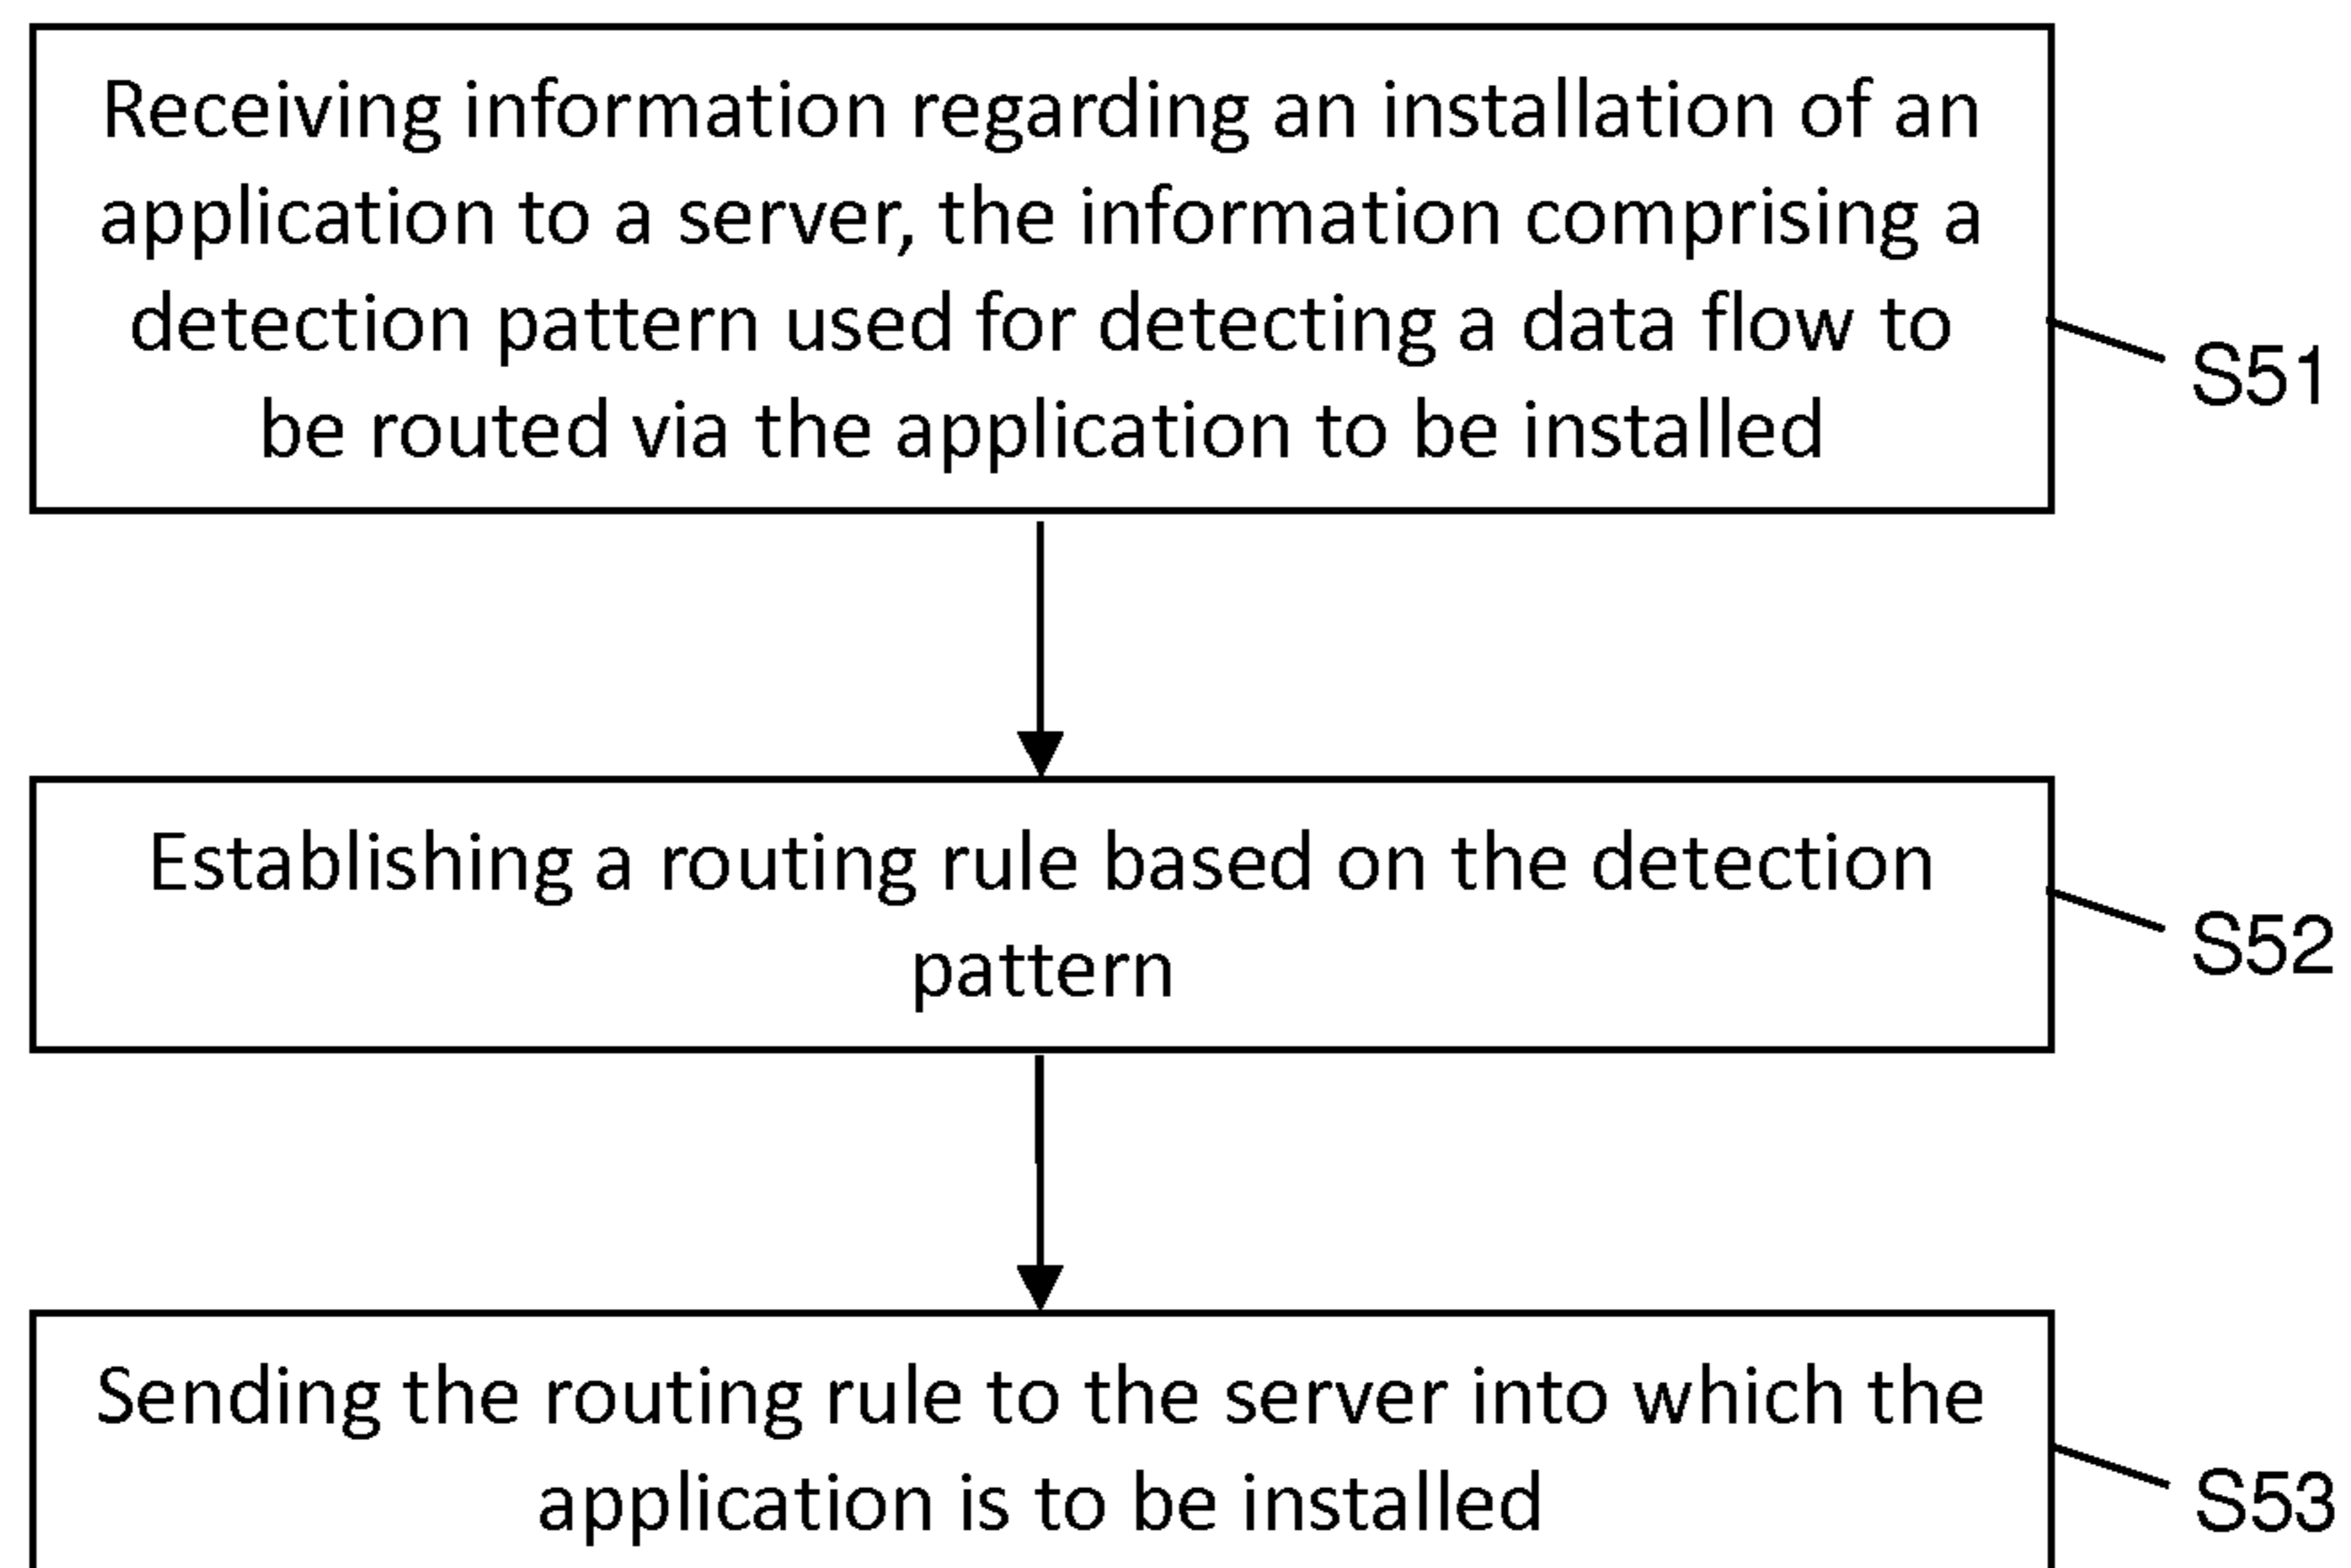 Receiving information regarding an installation of an
application to a server, the information comprising a
detection pattern used for detecting a data flow to
be routed via the application to be installed
S51
Establishing a routing rule based on the detection
pattern
S52
Sending the routing rule to the server into which the
application is to be installed
S53